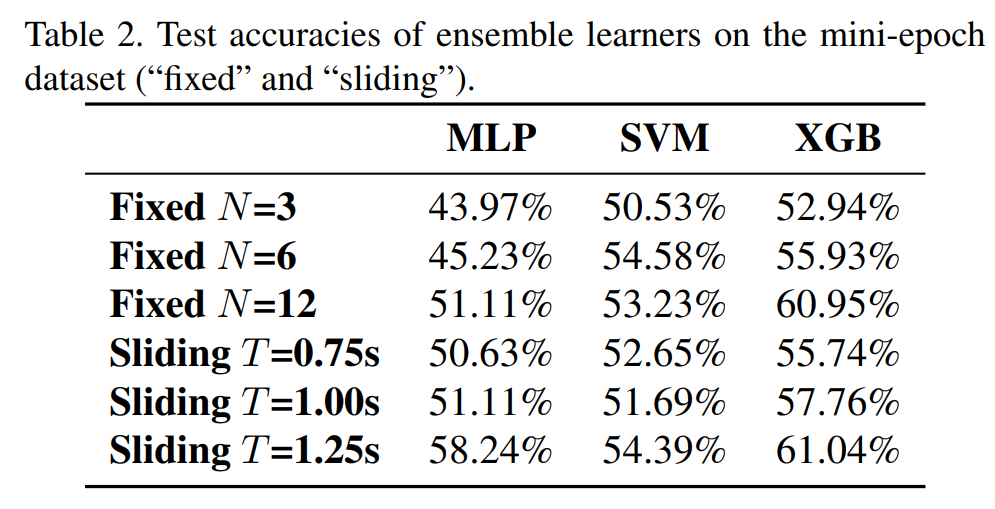 Table 2. Test accuracies of ensemble learners on the mini-epoch
dataset (“fixed” and “sliding”).
MLP SVM XGB
Fixed N=3 43.97% 50.53% 52.94%
Fixed N=6 45.23% 54.58% 55.93%
Fixed N=12 51.11% 53.23% 60.95%
Sliding T=0.75s 50.63% 52.65% 55.74%
Sliding T=1.00s 51.11% 51.69% 57.76%
Sliding T=1.25s 58.24% 54.39% 61.04%